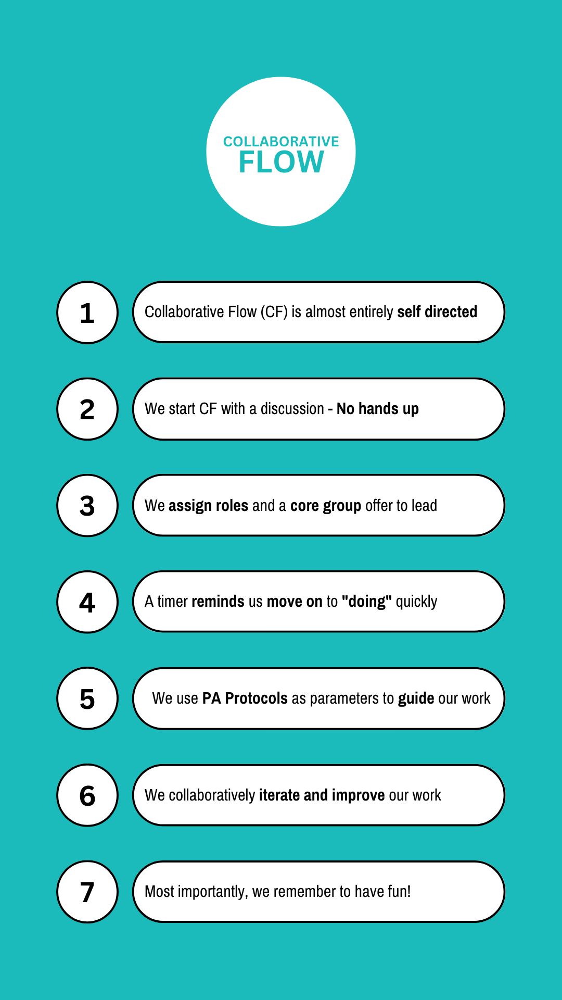 COLLABORATIVE
FLOW
1
Collaborative Flow (CF) is almost entirely self directed
2
We start CF with a discussion - No hands up
3
We assign roles and a core group offer to lead
4
A timer reminds us move on to "doing" quickly
5
We use PA Protocols as parameters to guide our work
6
We collaboratively iterate and improve our work
7
Most importantly, we remember to have fun!